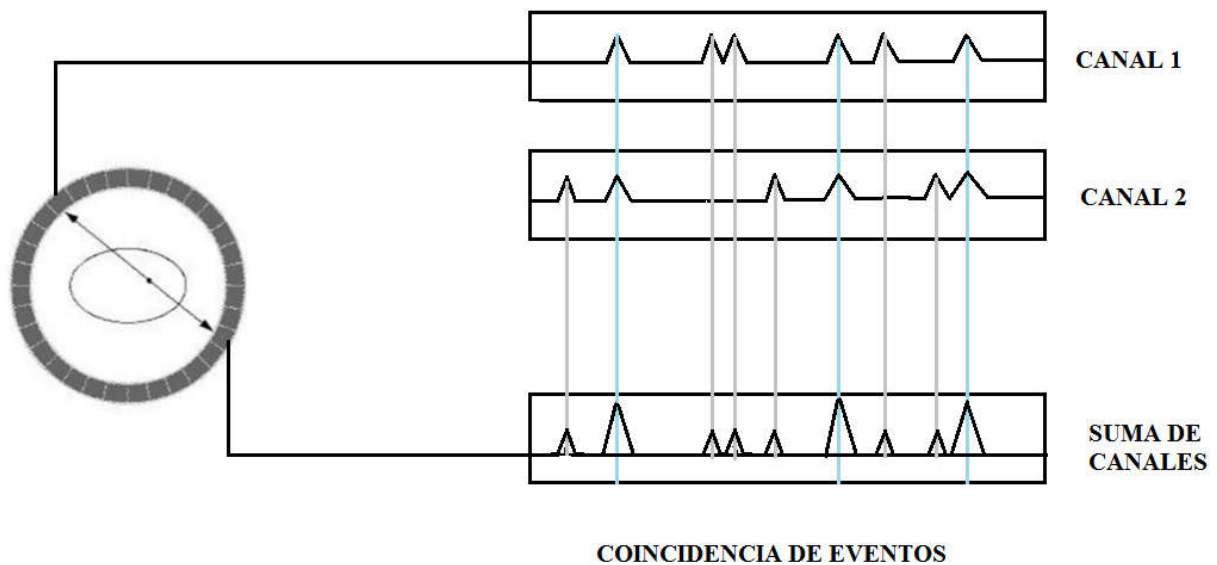 CANAL 1
CANAL 2
SUMA DE
CANALES
COINCIDENCIA DE EVENTOS